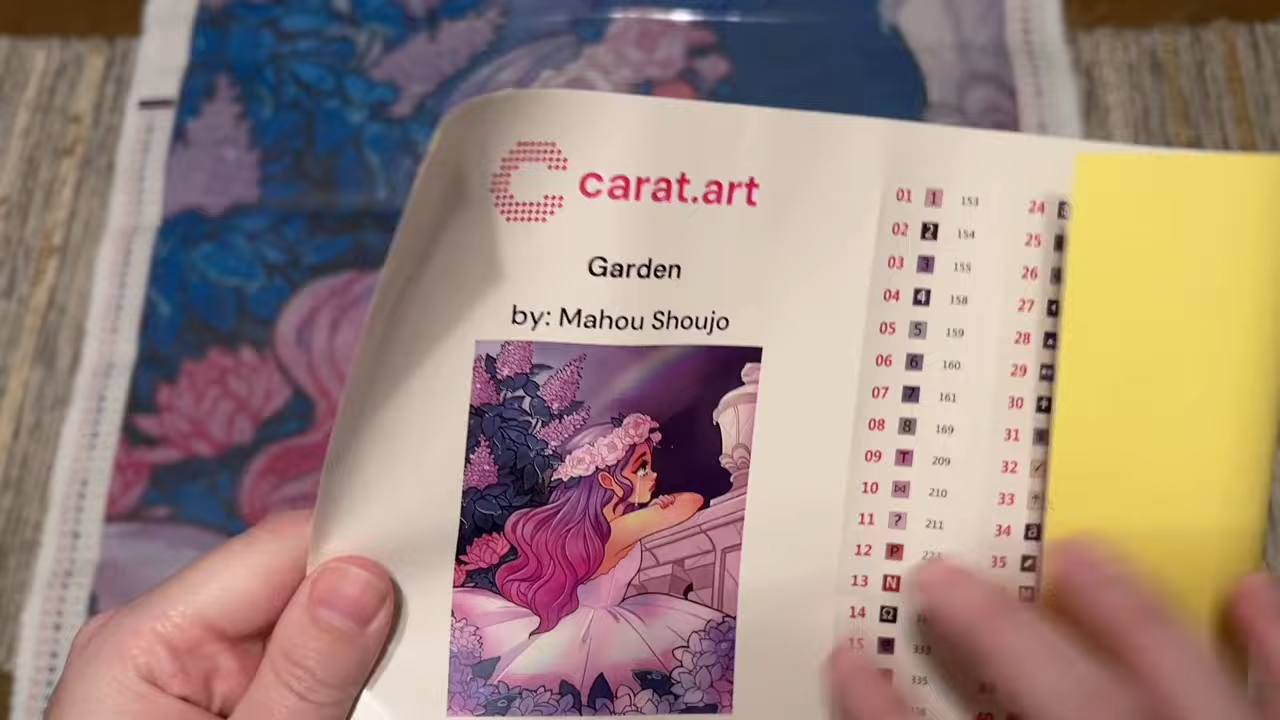 carat.art
Garden
by: Mahou Shoujo
01 1 153
02 2 154
03 3 155
04 4 158
05 5 159
06 6 160
07 7 161
08 8 169
09 T 209
10 ⋈ 210
11 ? 211
12 P
13 N
14 Ω
15 333
335
24
25
26
27
28
29
30
31
32
33
34 a
35